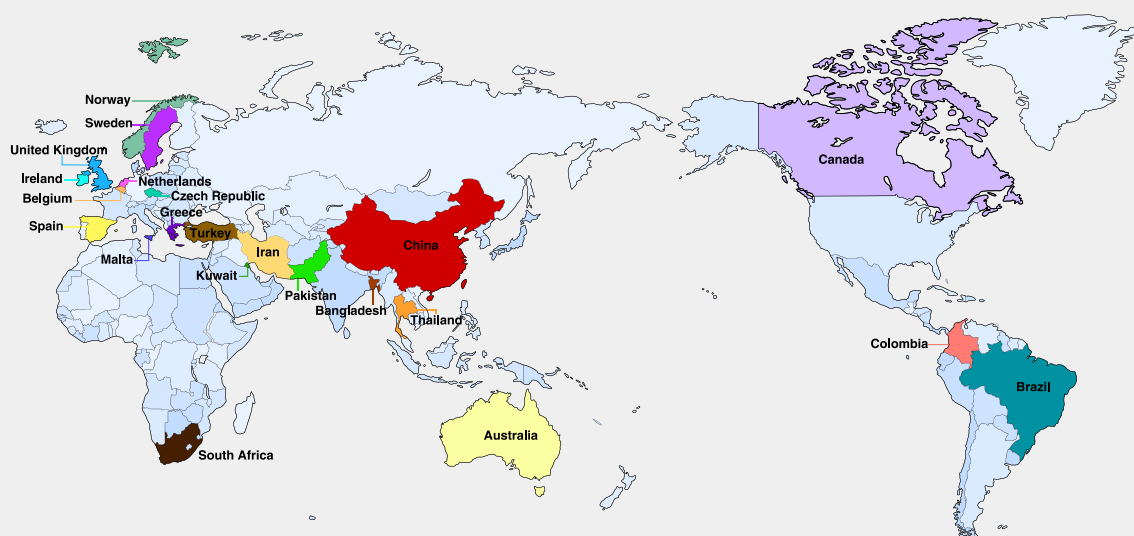 Norway
Sweden
United Kingdom
Canada
Ireland
Netherlands
Belgium
Czech Republic
Greece
Spain
Turkey
China
Iran
Malta
Kuwait
Pakistan
Bangladesh
Thailand
Colombia
Brazil
Australia
South Africa